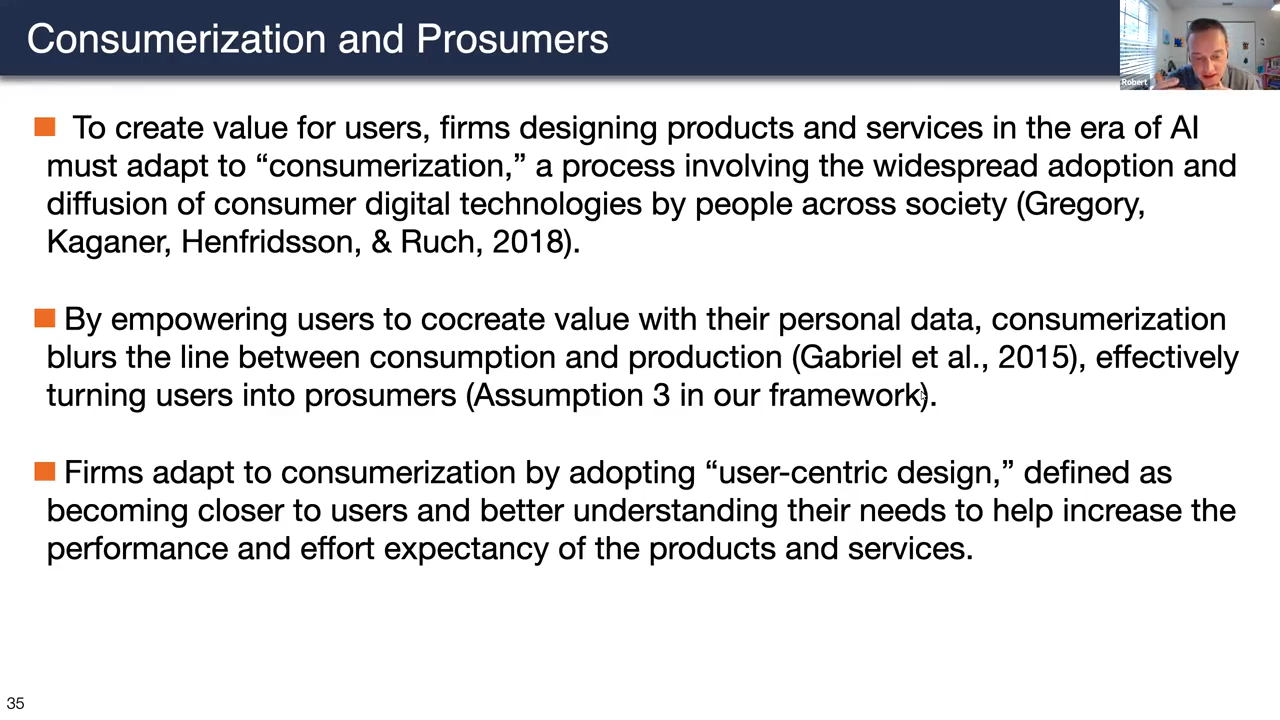 Consumerization and Prosumers
Robert
To create value for users, firms designing products and services in the era of AI
must adapt to “consumerization,” a process involving the widespread adoption and
diffusion of consumer digital technologies by people across society (Gregory,
Kaganer, Henfridsson, & Ruch, 2018).
By empowering users to cocreate value with their personal data, consumerization
blurs the line between consumption and production (Gabriel et al., 2015), effectively
turning users into prosumers (Assumption 3 in our framework).
Firms adapt to consumerization by adopting “user-centric design,” defined as
becoming closer to users and better understanding their needs to help increase the
performance and effort expectancy of the products and services.
35